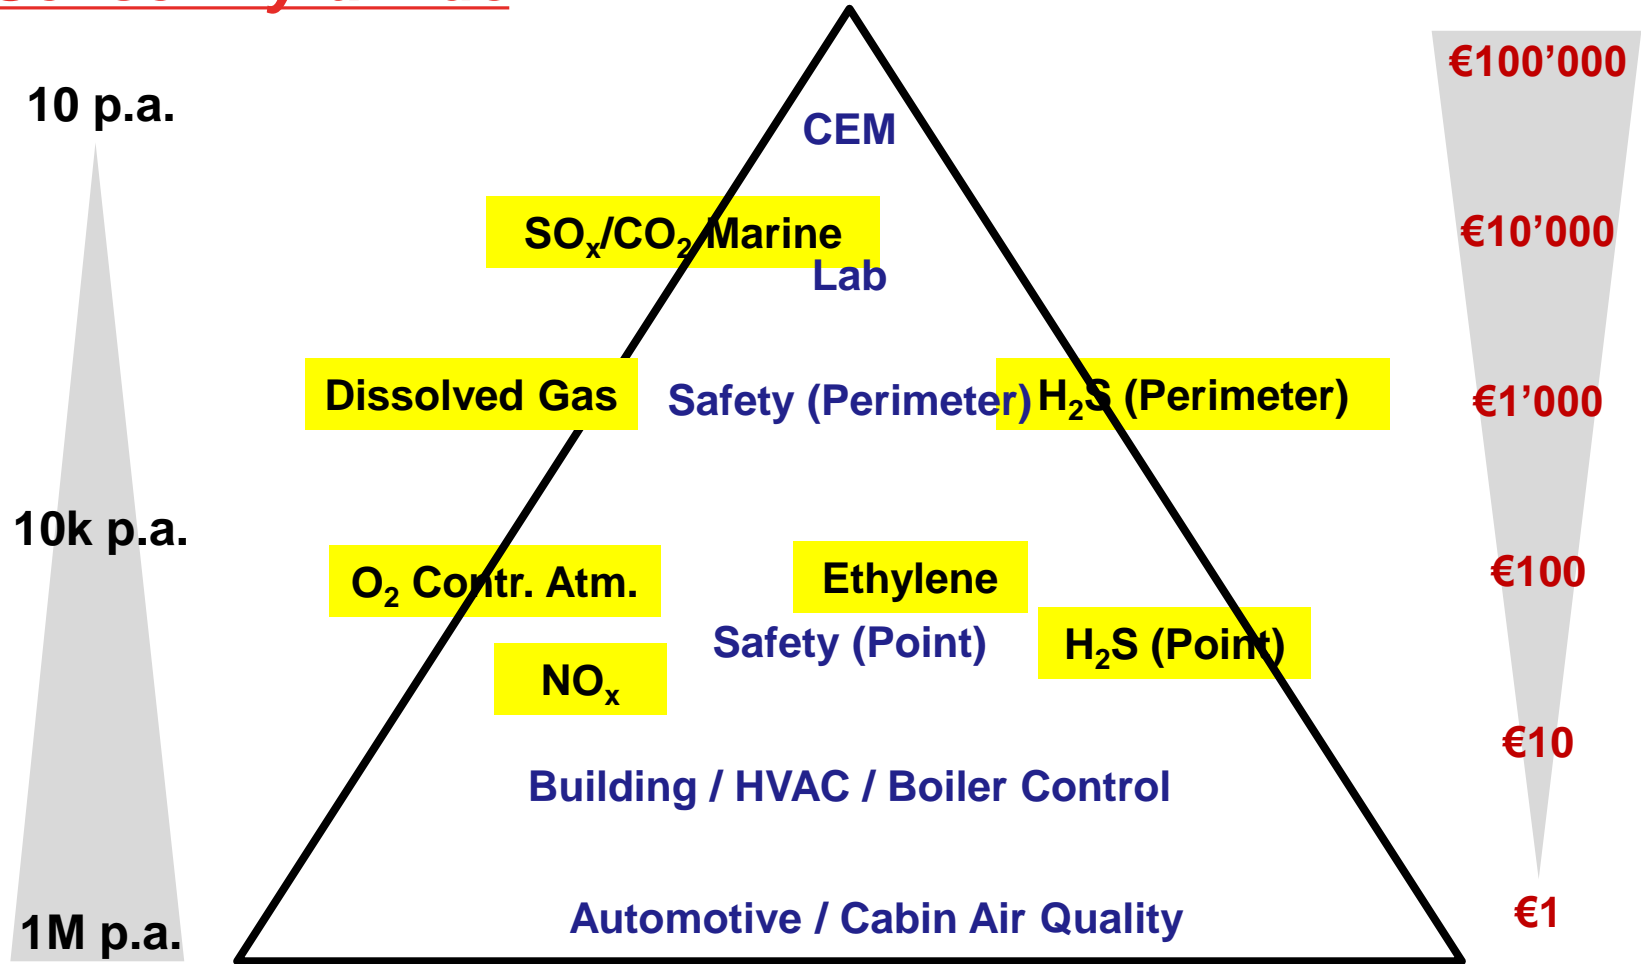 €100’000
10 p.a.
CEM
SOₓ/CO₂ Marine
€10’000
Lab
Dissolved Gas
Safety (Perimeter)
H₂S (Perimeter)
€1’000
10k p.a.
O₂ Contr. Atm.
Ethylene
€100
Safety (Point)
H₂S (Point)
NOₓ
€10
Building / HVAC / Boiler Control
Automotive / Cabin Air Quality
€1
1M p.a.